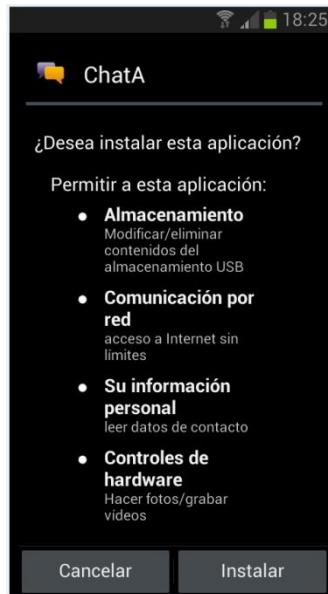 18:25
ChatA
¿Desea instalar esta aplicación?
Permitir a esta aplicación:
● Almacenamiento
Modificar/eliminar
contenidos del
almacenamiento USB
● Comunicación por
red
acceso a Internet sin
límites
● Su información
personal
leer datos de contacto
● Controles de
hardware
Hacer fotos/grabar
vídeos
Cancelar Instalar